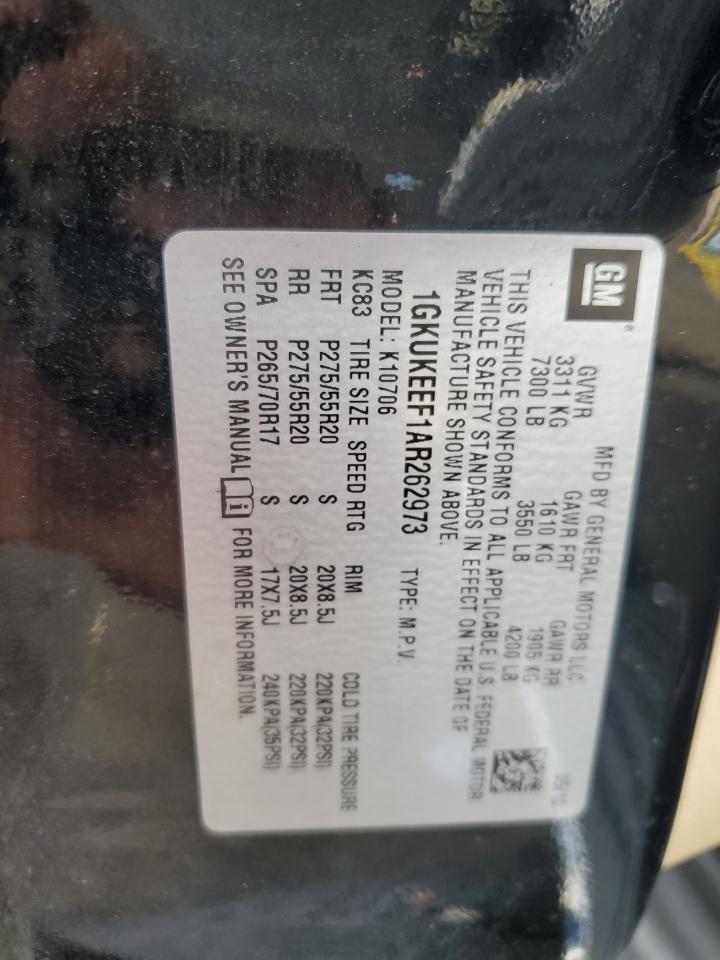 GM
MFD BY GENERAL MOTORS LLC
GVWR GAWR FRT GAWR RR
3311 KG 1610 KG 1905 KG
7300 LB 3550 LB 4200 LB
THIS VEHICLE CONFORMS TO ALL APPLICABLE U.S. FEDERAL MOTOR
VEHICLE SAFETY STANDARDS IN EFFECT ON THE DATE OF
MANUFACTURE SHOWN ABOVE.
1GKUKEEF1AR262973 TYPE: M.P.V.
MODEL: K10706
KC83 TIRE SIZE SPEED RTG RIM COLD TIRE PRESSURE
FRT P275/55R20 S 20X8.5J 220KPA(32PSI)
RR P275/55R20 S 20X8.5J 220KPA(32PSI)
SPA P265/70R17 S 17X7.5J 240KPA(35PSI)
SEE OWNER'S MANUAL FOR MORE INFORMATION.